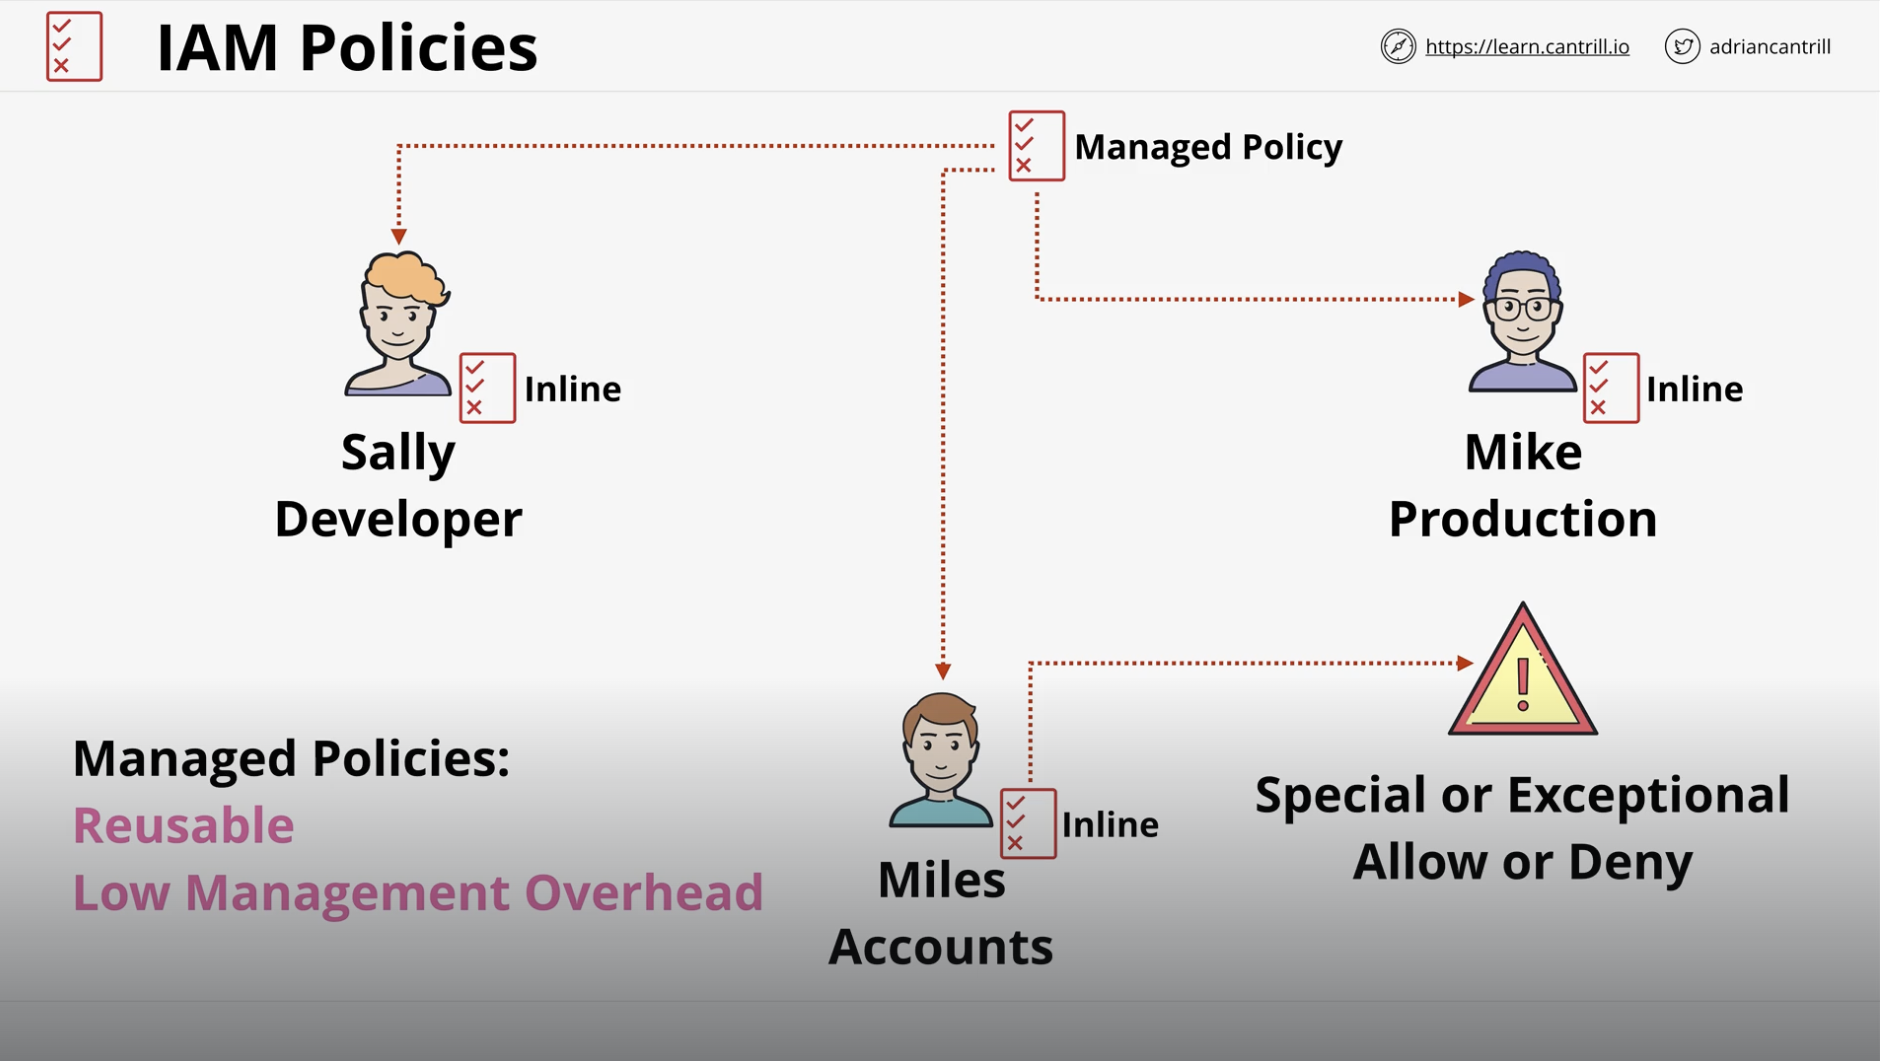 IAM Policies
https://learn.cantrill.io
adriancantrill
Managed Policy
Inline
Sally
Developer
Inline
Mike
Production
Managed Policies:
Reusable
Low Management Overhead
Inline
Miles
Accounts
Special or Exceptional
Allow or Deny